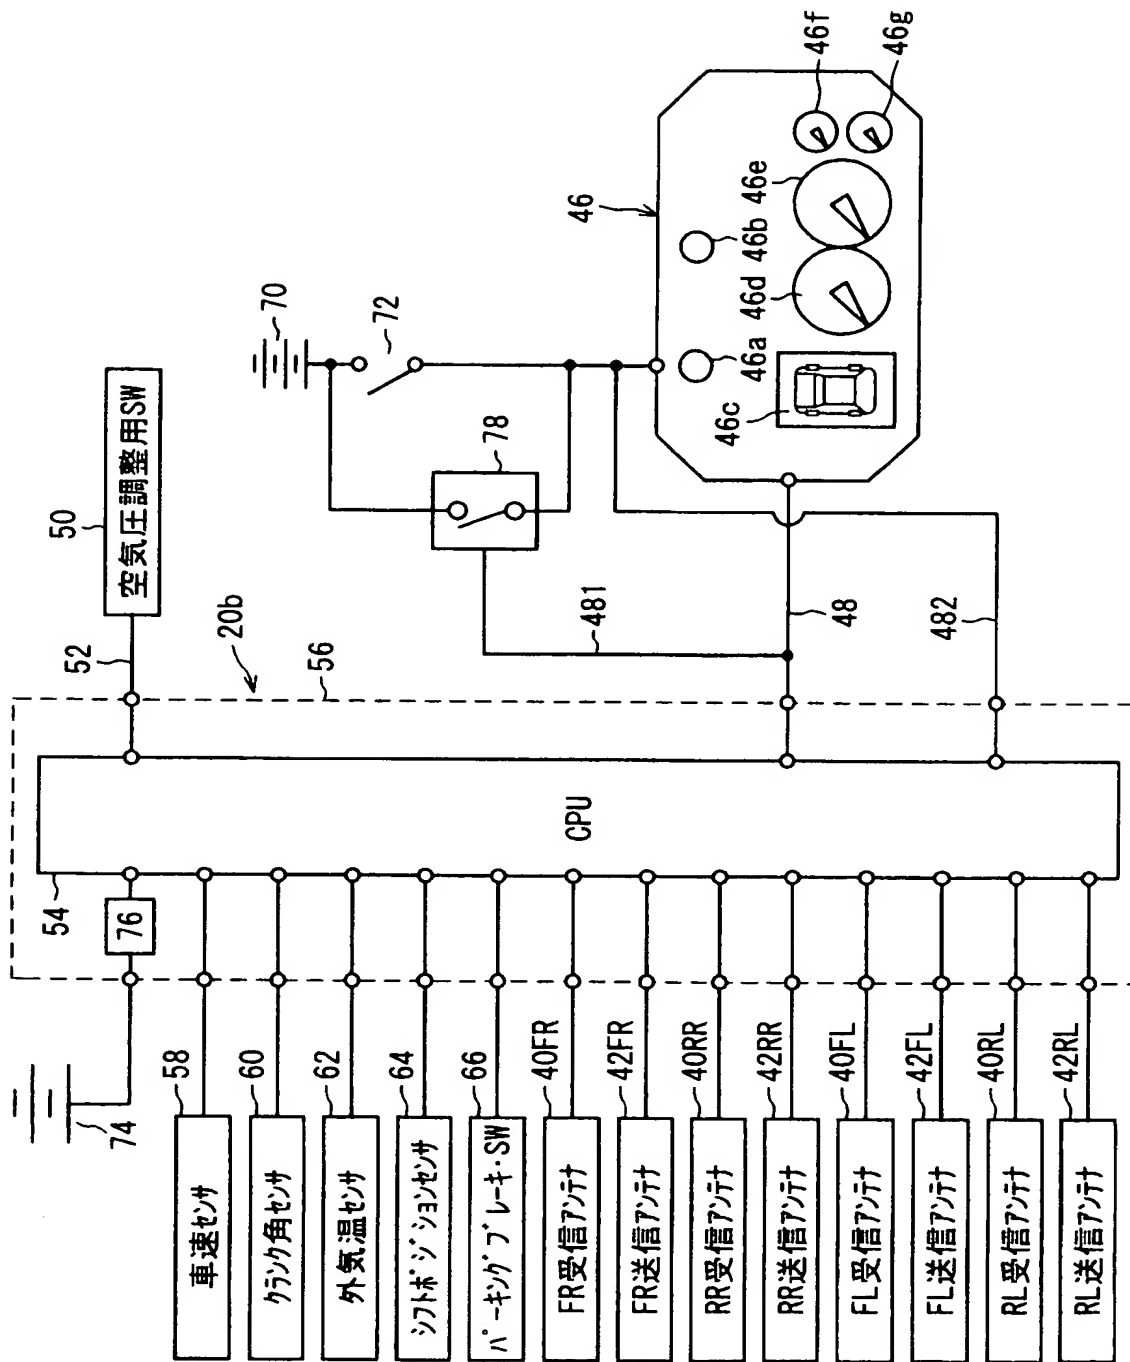 空気圧調整用SW
50
52
20b
56
54
CPU
76
74
車速センサ
58
クランク角センサ
60
外気温センサ
62
シフトポジションセンサ
64
パーキングブレーキ・SW
66
FR受信アンテナ
40FR
FR送信アンテナ
42FR
RR受信アンテナ
40RR
RR送信アンテナ
42RR
FL受信アンテナ
40FL
FL送信アンテナ
42FL
RL受信アンテナ
40RL
RL送信アンテナ
42RL
70
72
78
481
48
482
46
46a
46b
46c
46d
46e
46f
46g